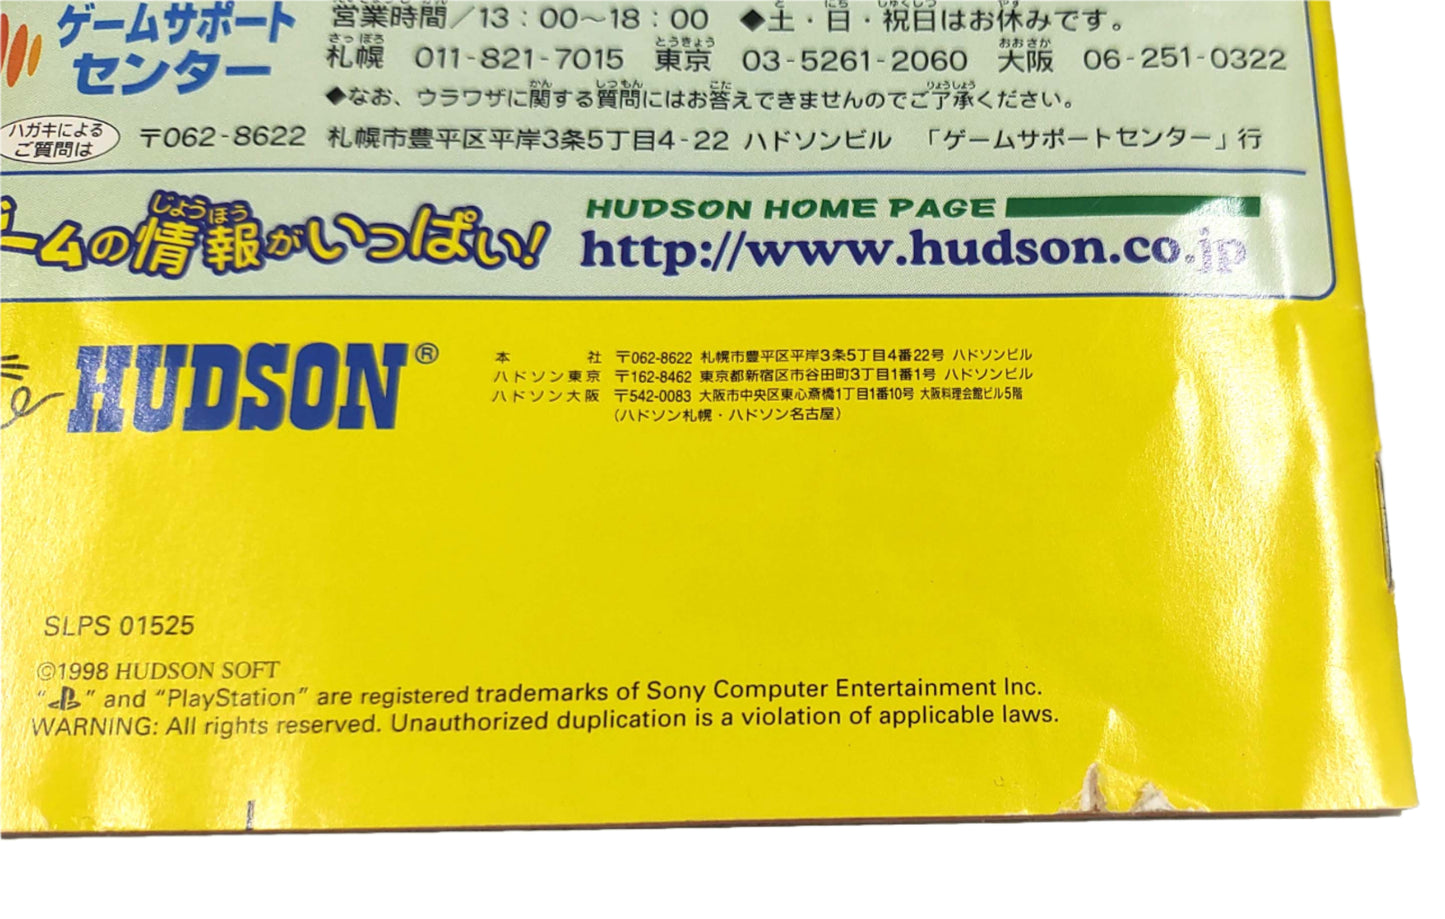 ゲームサポート
センター
営業時間／13：00～18：00 ◆土・日・祝日はお休みです。
札幌 011-821-7015 東京 03-5261-2060 大阪 06-251-0322
◆なお、ウラワザに関する質問にはお答えできませんのでご了承ください。
ハガキによる
ご質問は
〒062-8622 札幌市豊平区平岸3条5丁目4-22 ハドソンビル 「ゲームサポートセンター」行
ームの情報がいっぱい!
HUDSON HOME PAGE
http://www.hudson.co.jp
HUDSON®
本社 〒062-8622 札幌市豊平区平岸3条5丁目4番22号 ハドソンビル
ハドソン東京 〒162-8462 東京都新宿区市谷田町3丁目1番1号 ハドソンビル
ハドソン大阪 〒542-0083 大阪市中央区東心斎橋1丁目1番10号 大阪料理会館ビル5階
（ハドソン札幌・ハドソン名古屋）
SLPS 01525
©1998 HUDSON SOFT
“ ” and “PlayStation” are registered trademarks of Sony Computer Entertainment Inc.
WARNING: All rights reserved. Unauthorized duplication is a violation of applicable laws.